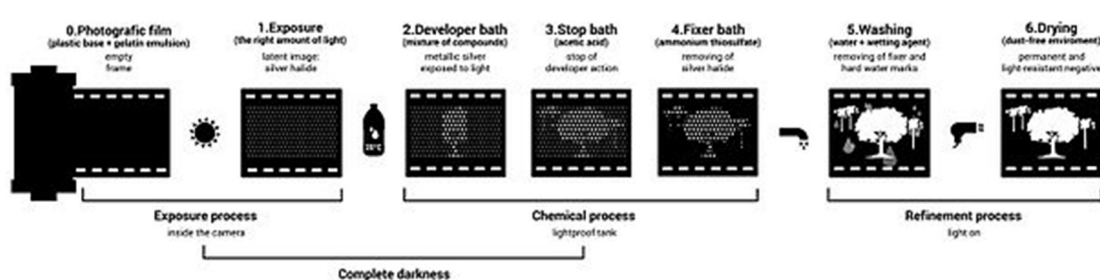 0.Photografic film
(plastic base + gelatin emulsion)
empty
frame
1.Exposure
(the right amount of light)
latent image:
silver halide
2.Developer bath
(mixture of compounds)
metallic silver
exposed to light
3.Stop bath
(acetic acid)
stop of
developer action
4.Fixer bath
(ammonium thiosulfate)
removing of
silver halide
5.Washing
(water + wetting agent)
removing of fixer and
hard water marks
6.Drying
(dust-free enviroment)
permanent and
light-resistant negative
20°C
Exposure process
inside the camera
Chemical process
lightproof tank
Refinement process
light on
Complete darkness